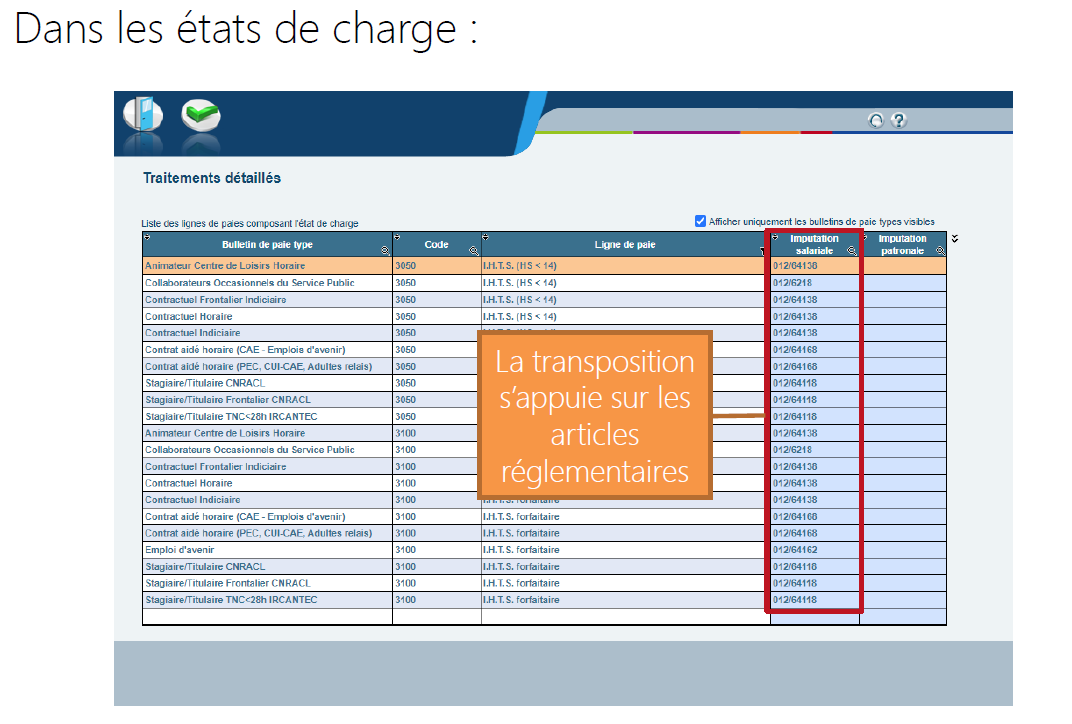 Dans les états de charge :
Traitements détaillés
Liste des lignes de paies composant l'état de charge
Afficher uniquement les bulletins de paie types visibles
Bulletin de paie type Code Ligne de paie Imputation salariale Imputation patronale
Animateur Centre de Loisirs Horaire 3050 I.H.T.S. (HS < 14) 012/64138
Collaborateurs Occasionnels du Service Public 3050 I.H.T.S. (HS < 14) 012/6218
Contractuel Frontalier Indiciaire 3050 I.H.T.S. (HS < 14) 012/64138
Contractuel Horaire 3050 I.H.T.S. (HS < 14) 012/64138
Contractuel Indiciaire 3050 I.H.T.S. (HS < 14) 012/64138
Contrat aidé horaire (CAE - Emplois d'avenir) 3050 012/64168
Contrat aidé horaire (PEC, CUI-CAE, Adultes relais) 3050 012/64168
Stagiaire/Titulaire CNRACL 3050 012/64118
Stagiaire/Titulaire Frontalier CNRACL 3050 012/64118
Stagiaire/Titulaire TNC<28h IRCANTEC 3050 012/64118
Animateur Centre de Loisirs Horaire 3100 012/64138
Collaborateurs Occasionnels du Service Public 3100 012/6218
Contractuel Frontalier Indiciaire 3100 012/64138
Contractuel Horaire 3100 012/64138
Contractuel Indiciaire 3100 I.H.T.S. forfaitaire 012/64138
Contrat aidé horaire (CAE - Emplois d'avenir) 3100 I.H.T.S. forfaitaire 012/64168
Contrat aidé horaire (PEC, CUI-CAE, Adultes relais) 3100 I.H.T.S. forfaitaire 012/64168
Emploi d'avenir 3100 I.H.T.S. forfaitaire 012/64162
Stagiaire/Titulaire CNRACL 3100 I.H.T.S. forfaitaire 012/64118
Stagiaire/Titulaire Frontalier CNRACL 3100 I.H.T.S. forfaitaire 012/64118
Stagiaire/Titulaire TNC<28h IRCANTEC 3100 I.H.T.S. forfaitaire 012/64118
La transposition
s'appuie sur les
articles
réglementaires